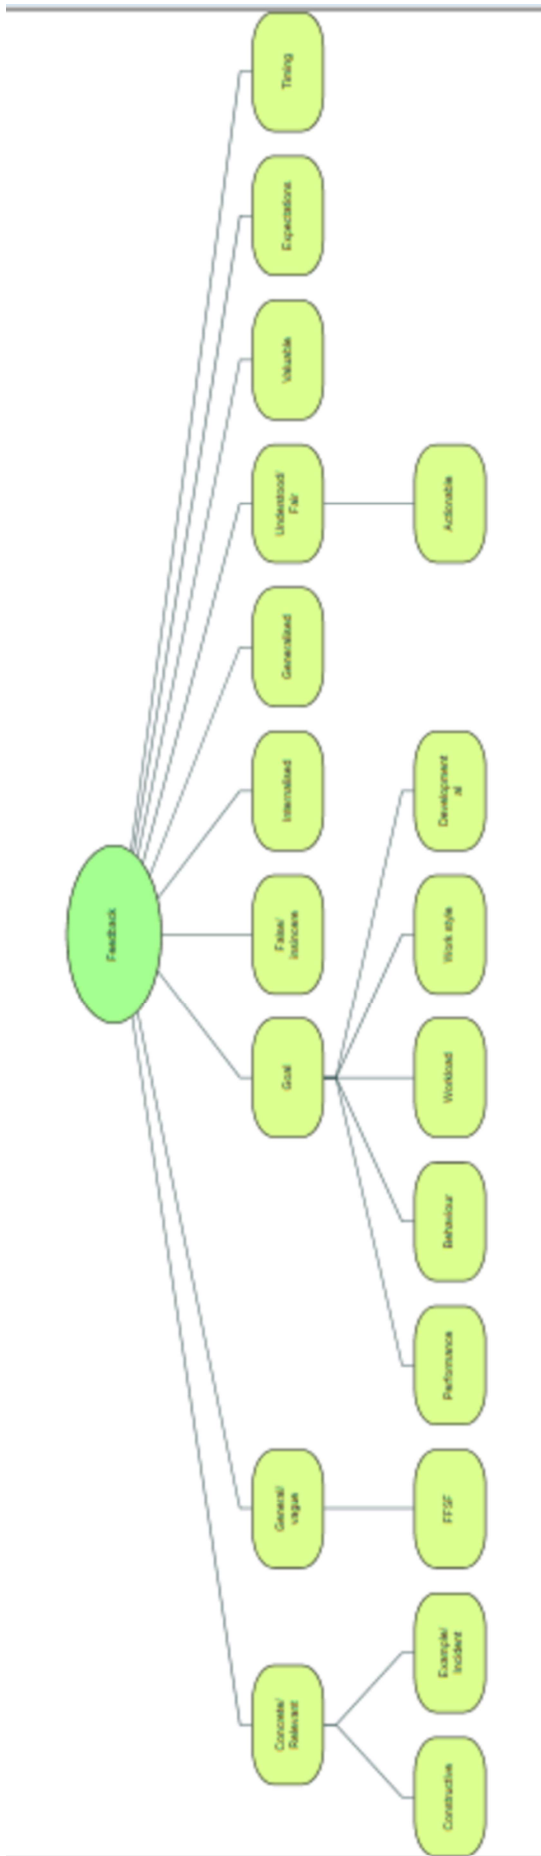 Feedback
Concrete/
Relevant
General/
vague
Goal
False/
insincere
Internalised
Generalised
Understood/
Fair
Valuable
Expectations
Timing
Constructive
Example/
Incident
FFSF
Performance
Behaviour
Workload
Work style
Development
al
Actionable